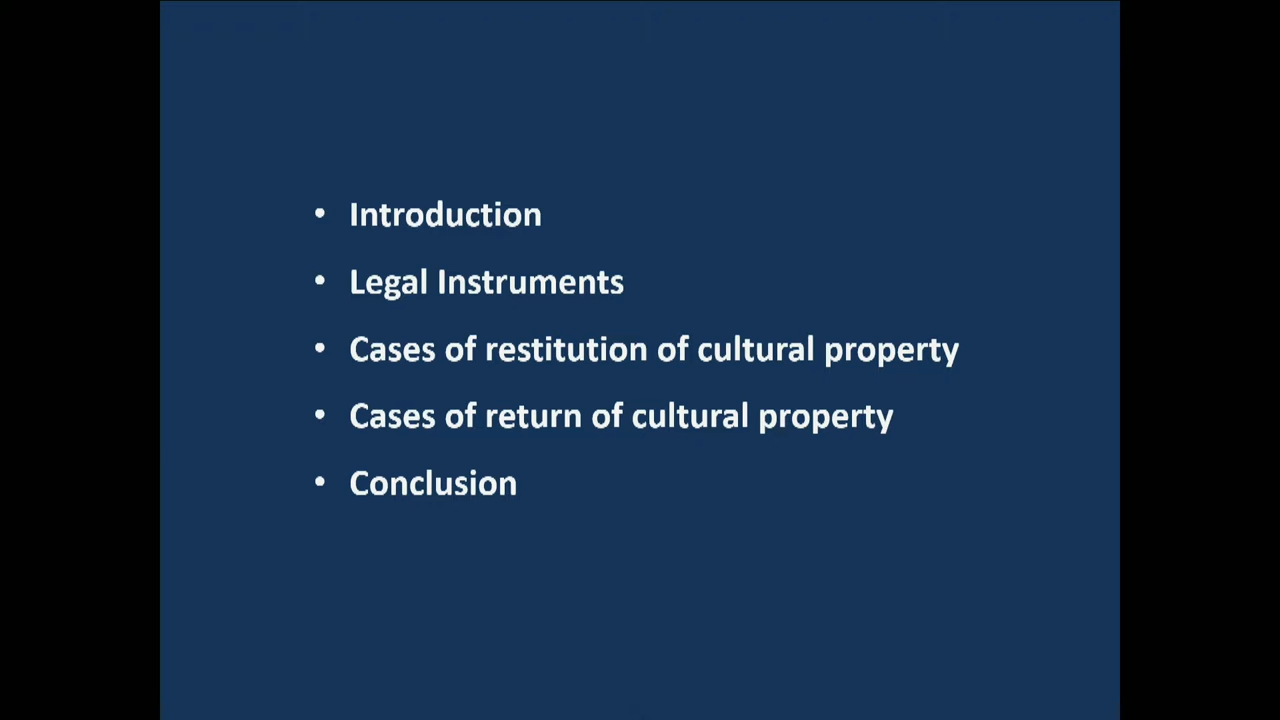 • Introduction
• Legal Instruments
• Cases of restitution of cultural property
• Cases of return of cultural property
• Conclusion